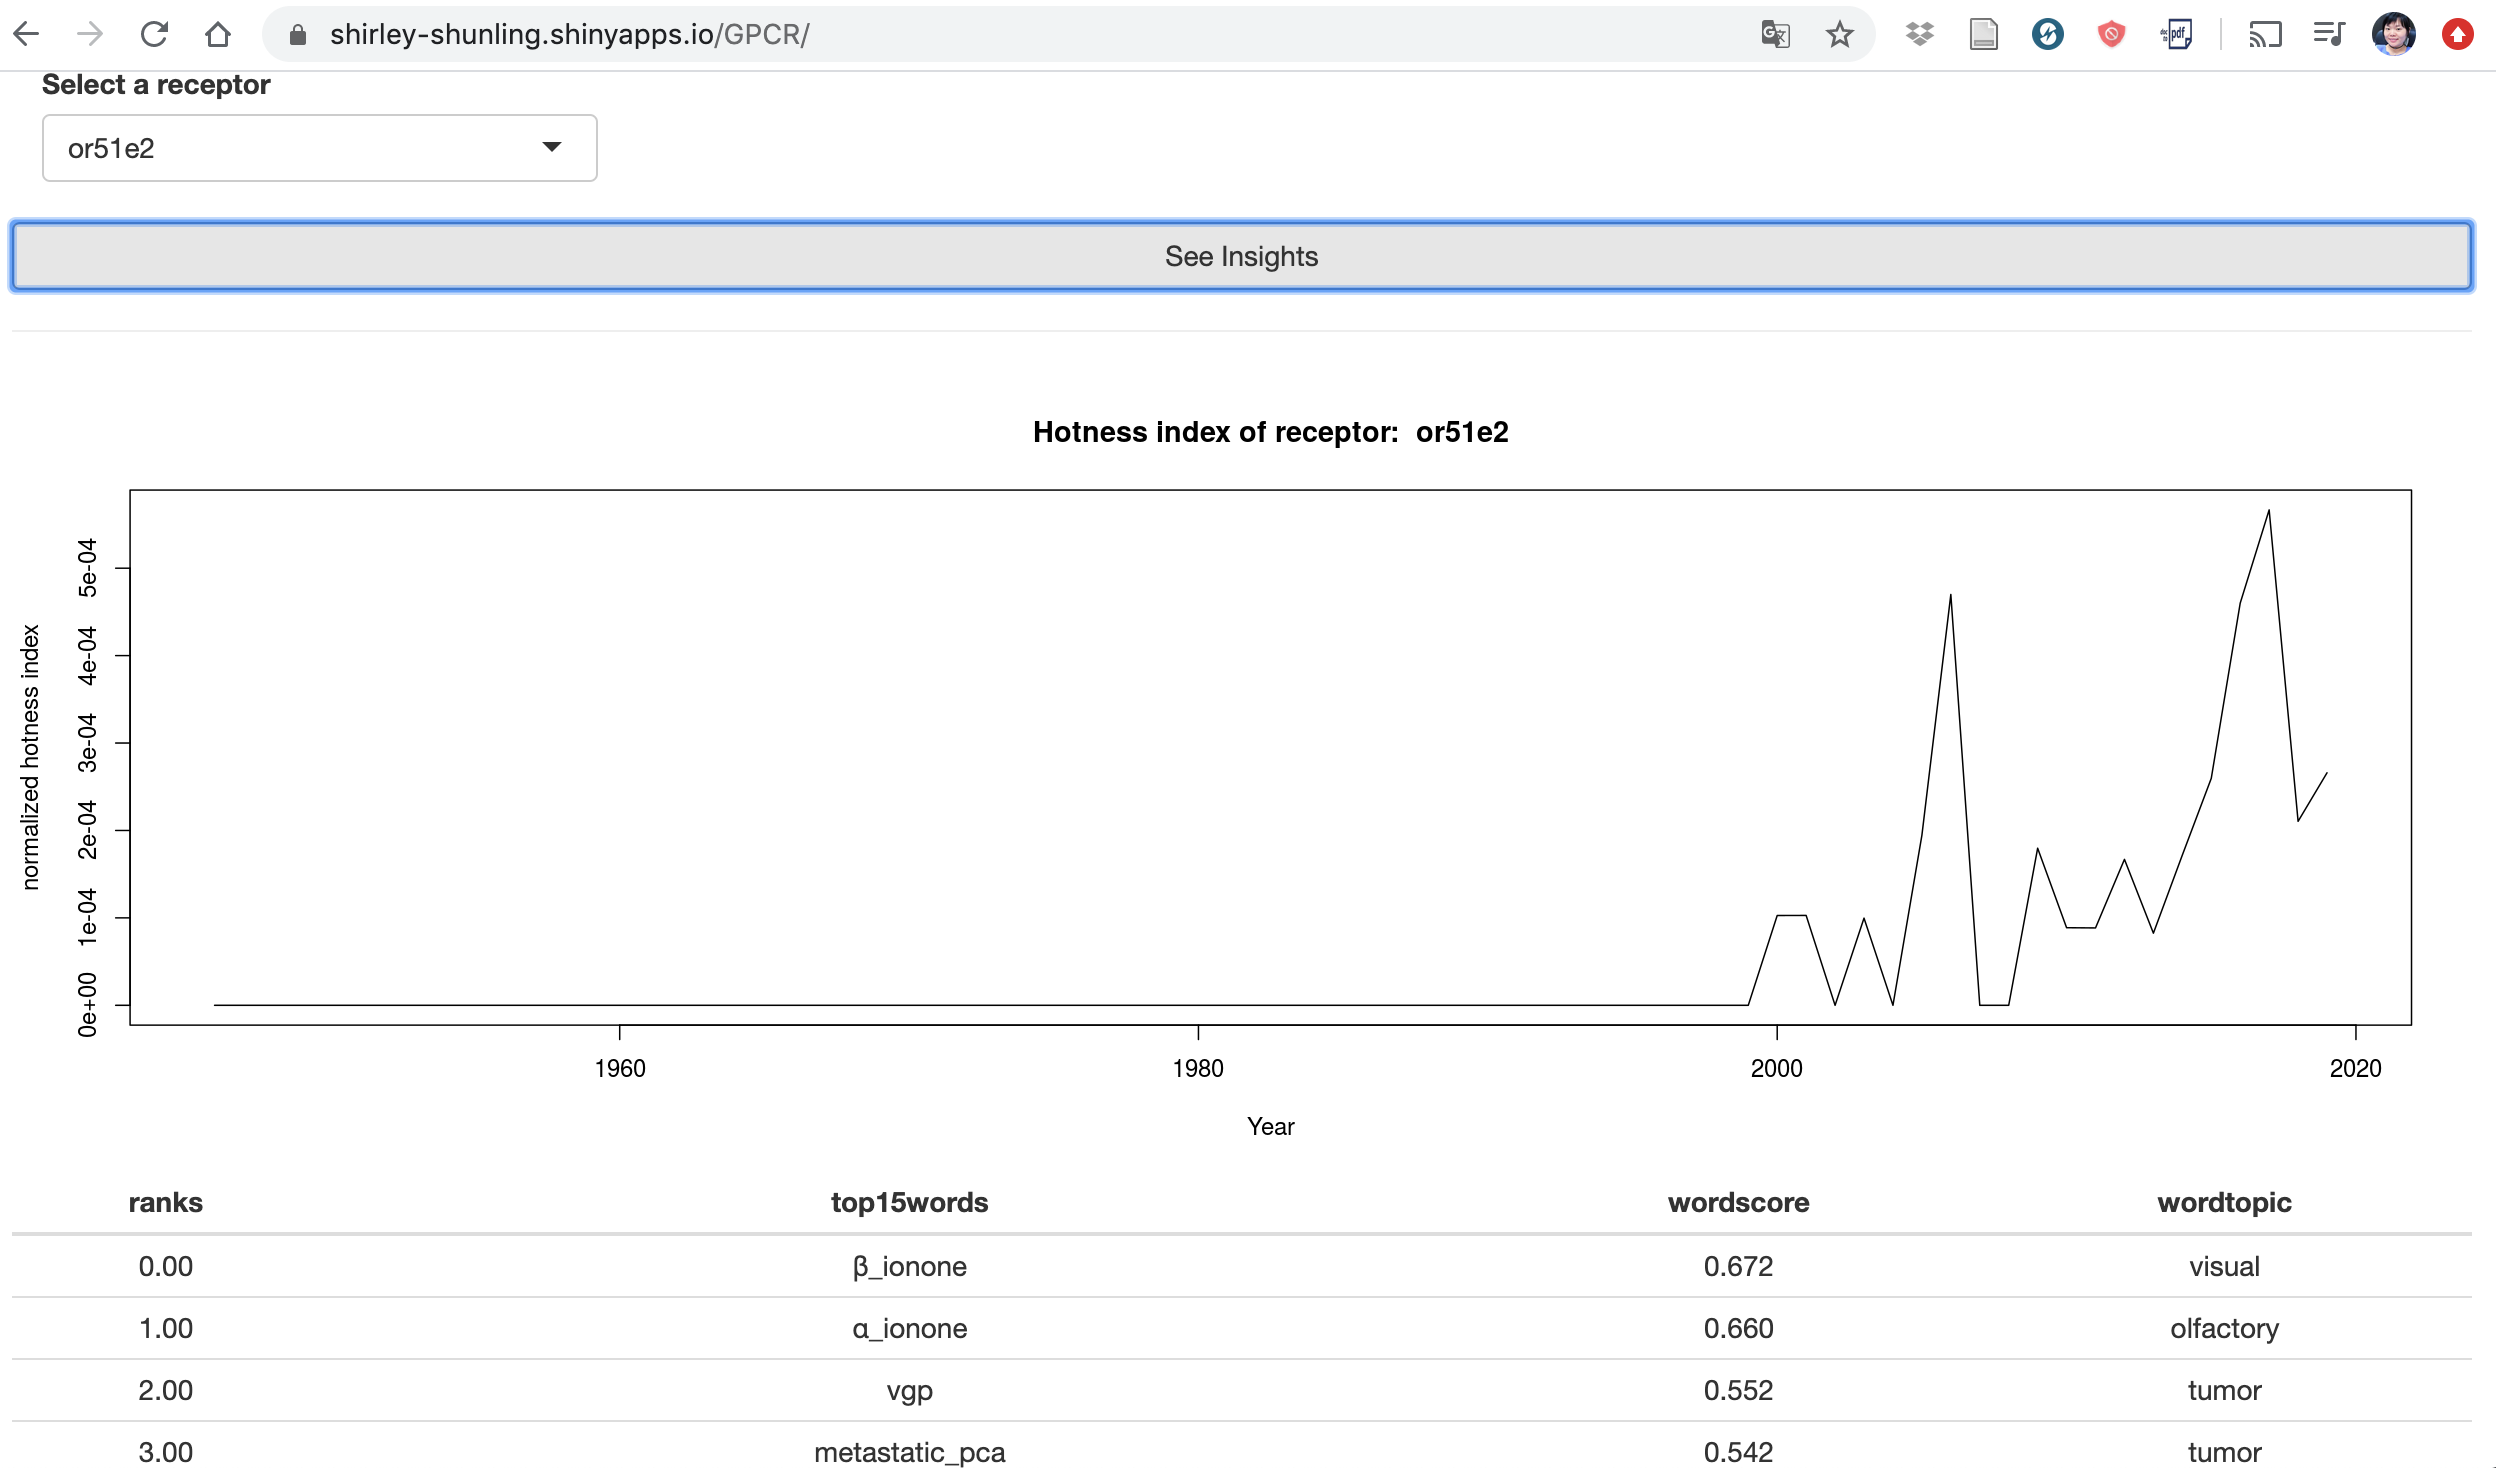 shirley-shunling.shinyapps.io/GPCR/
Select a receptor
or51e2
See Insights
Hotness index of receptor: or51e2
normalized hotness index
5e-04
4e-04
3e-04
2e-04
1e-04
0e+00
1960 1980 2000 2020
Year
ranks top15words wordscore wordtopic
0.00 β_ionone 0.672 visual
1.00 α_ionone 0.660 olfactory
2.00 vgp 0.552 tumor
3.00 metastatic_pca 0.542 tumor